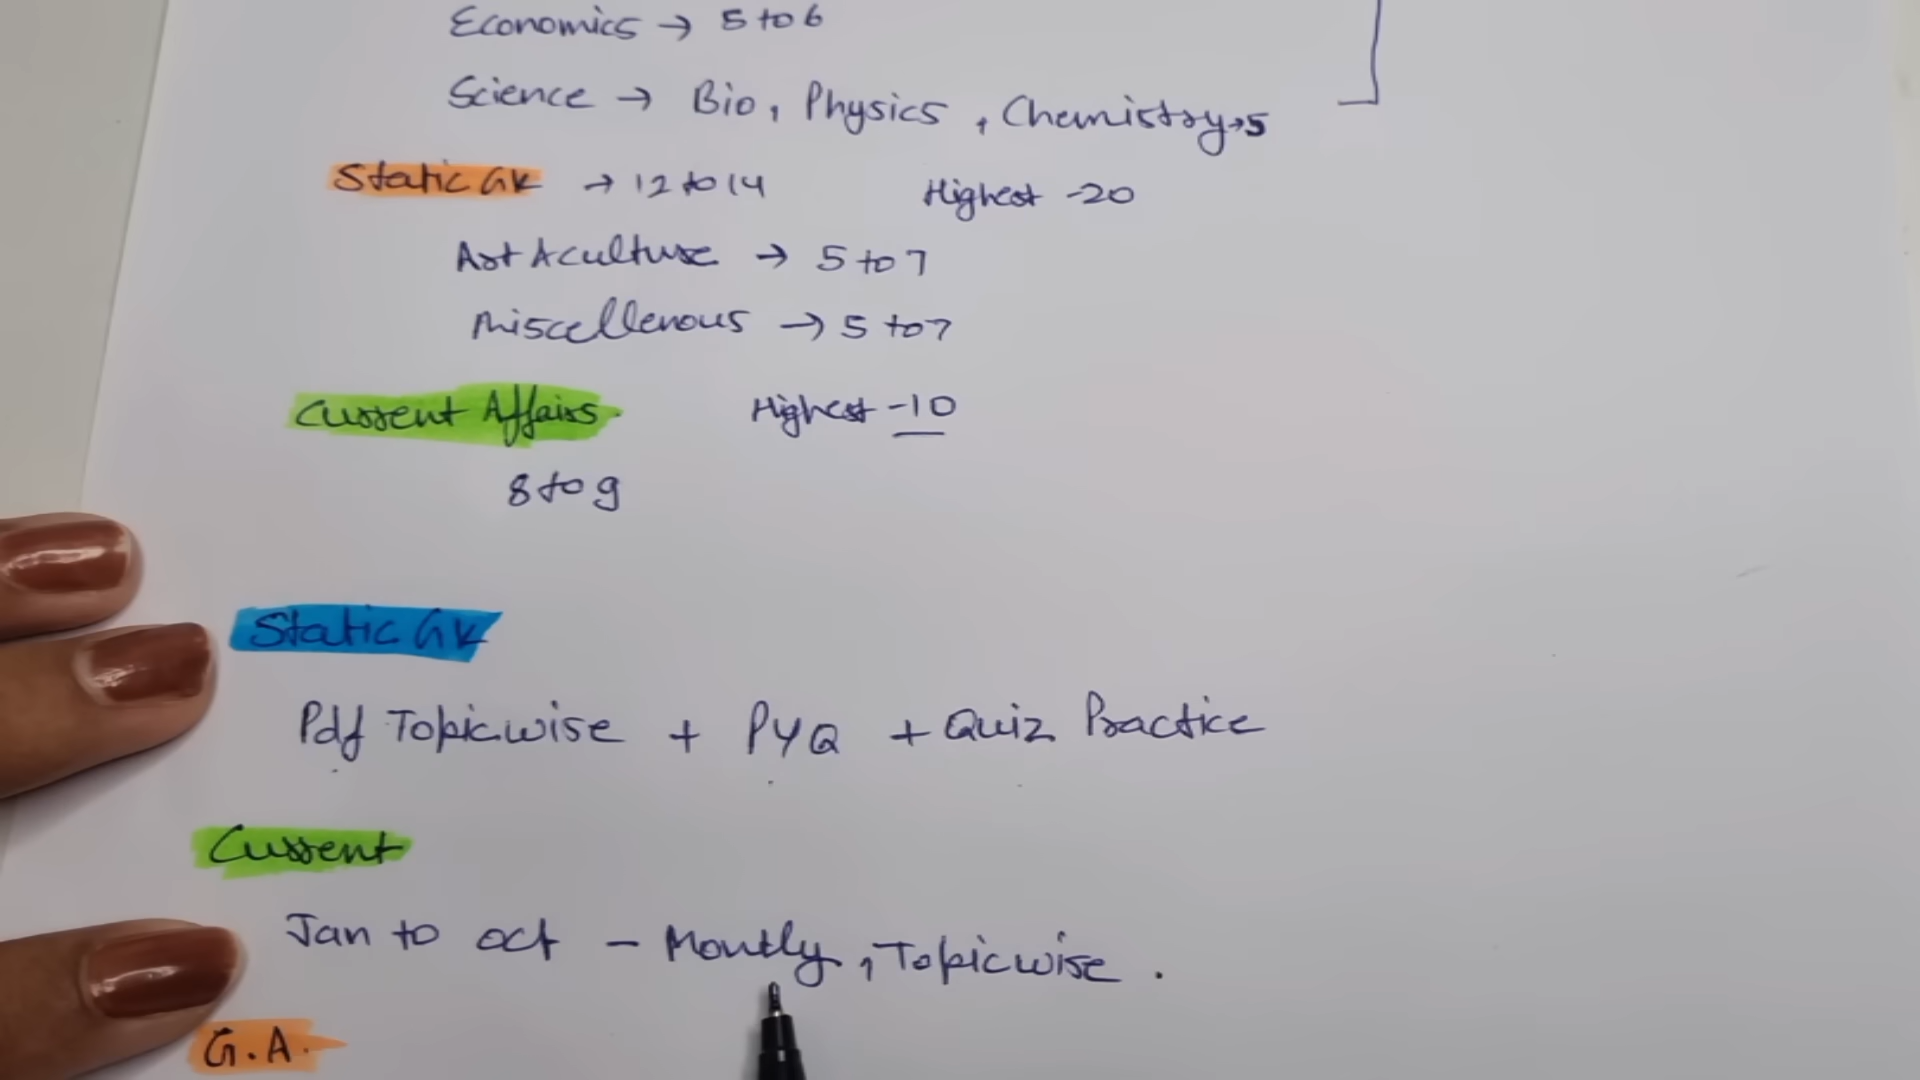 Economics → 5 to 6
Science → Bio, Physics, Chemistry→5
Static GK → 12 to 14 Highest -20
Art & culture → 5 to 7
Miscellenous → 5 to 7
Current Affairs Highest -10
8 to 9
Static GK
Pdf Topicwise + PYQ + Quiz Practice
Current
Jan to oct - Montly, Topicwise.
G.A.